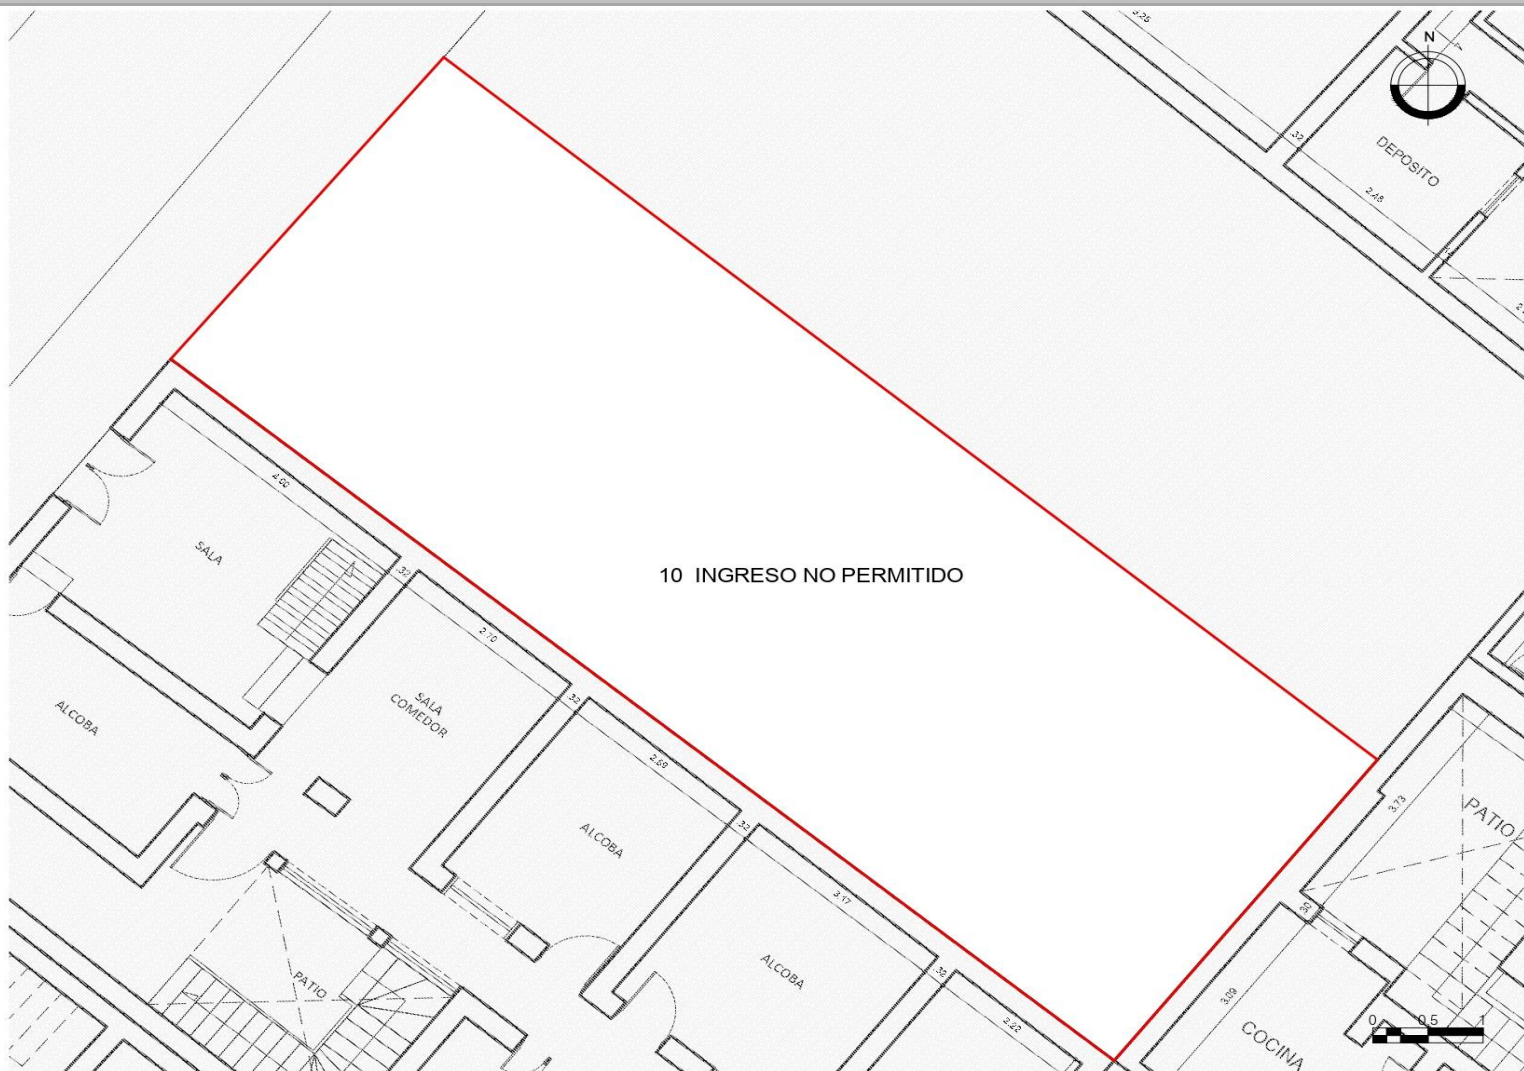 3.25
N
.32
DEPOSITO
2.48
4.00
SALA
.32
10 INGRESO NO PERMITIDO
2.70
SALA
COMEDOR
.32
ALCOBA
2.69
3.73
PATIO
.32
ALCOBA
3.17
.30
ALCOBA
.32
PATIO
3.09
2.22
0 0.5 1
COCINA